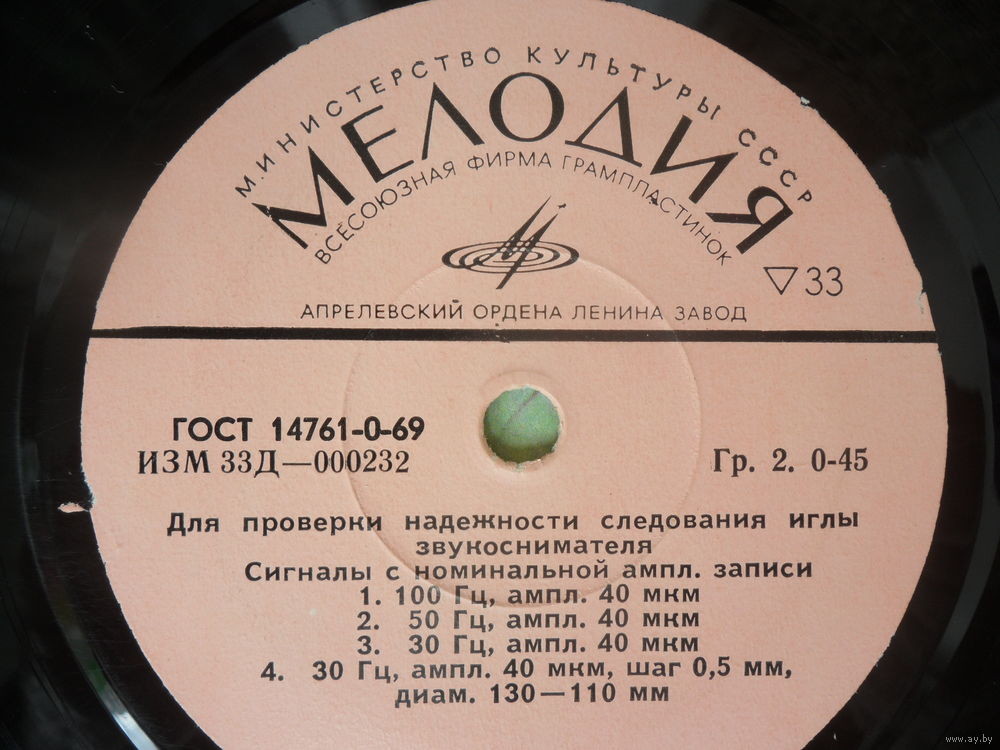 МИНИСТЕРСТВО КУЛЬТУРЫ СССР
МЕЛОДИЯ
ВСЕСОЮЗНАЯ ФИРМА ГРАМПЛАСТИНОК
▽33
АПРЕЛЕВСКИЙ ОРДЕНА ЛЕНИНА ЗАВОД
ГОСТ 14761-0-69
ИЗМ 33Д—000232
Гр. 2. 0-45
Для проверки надежности следования иглы
звукоснимателя
Сигналы с номинальной ампл. записи
1. 100 Гц, ампл. 40 мкм
2. 50 Гц, ампл. 40 мкм
3. 30 Гц, ампл. 40 мкм
4. 30 Гц, ампл. 40 мкм, шаг 0,5 мм,
диам. 130—110 мм
www.ay.by